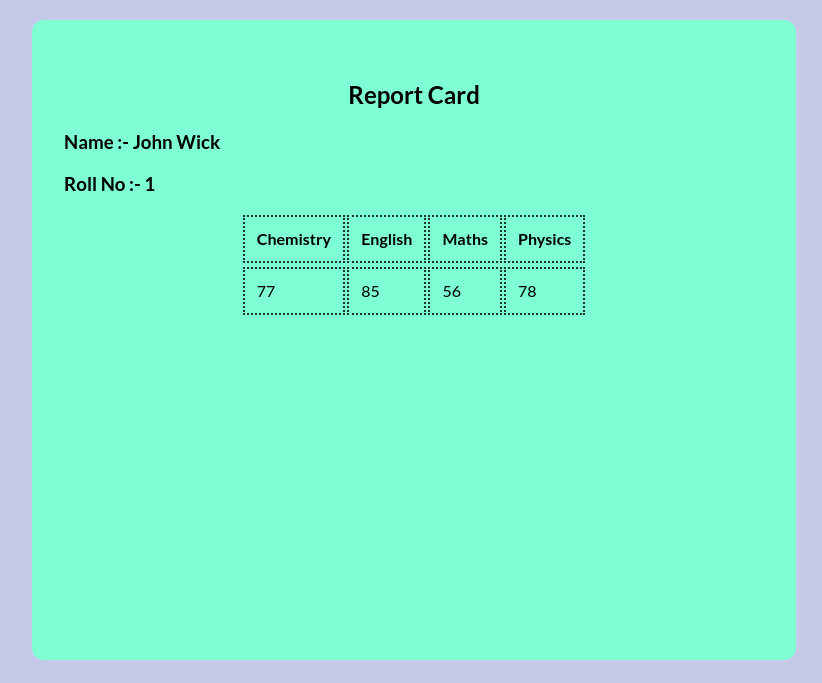 Report Card
Name :- John Wick
Roll No :- 1
Chemistry English Maths Physics
77 85 56 78